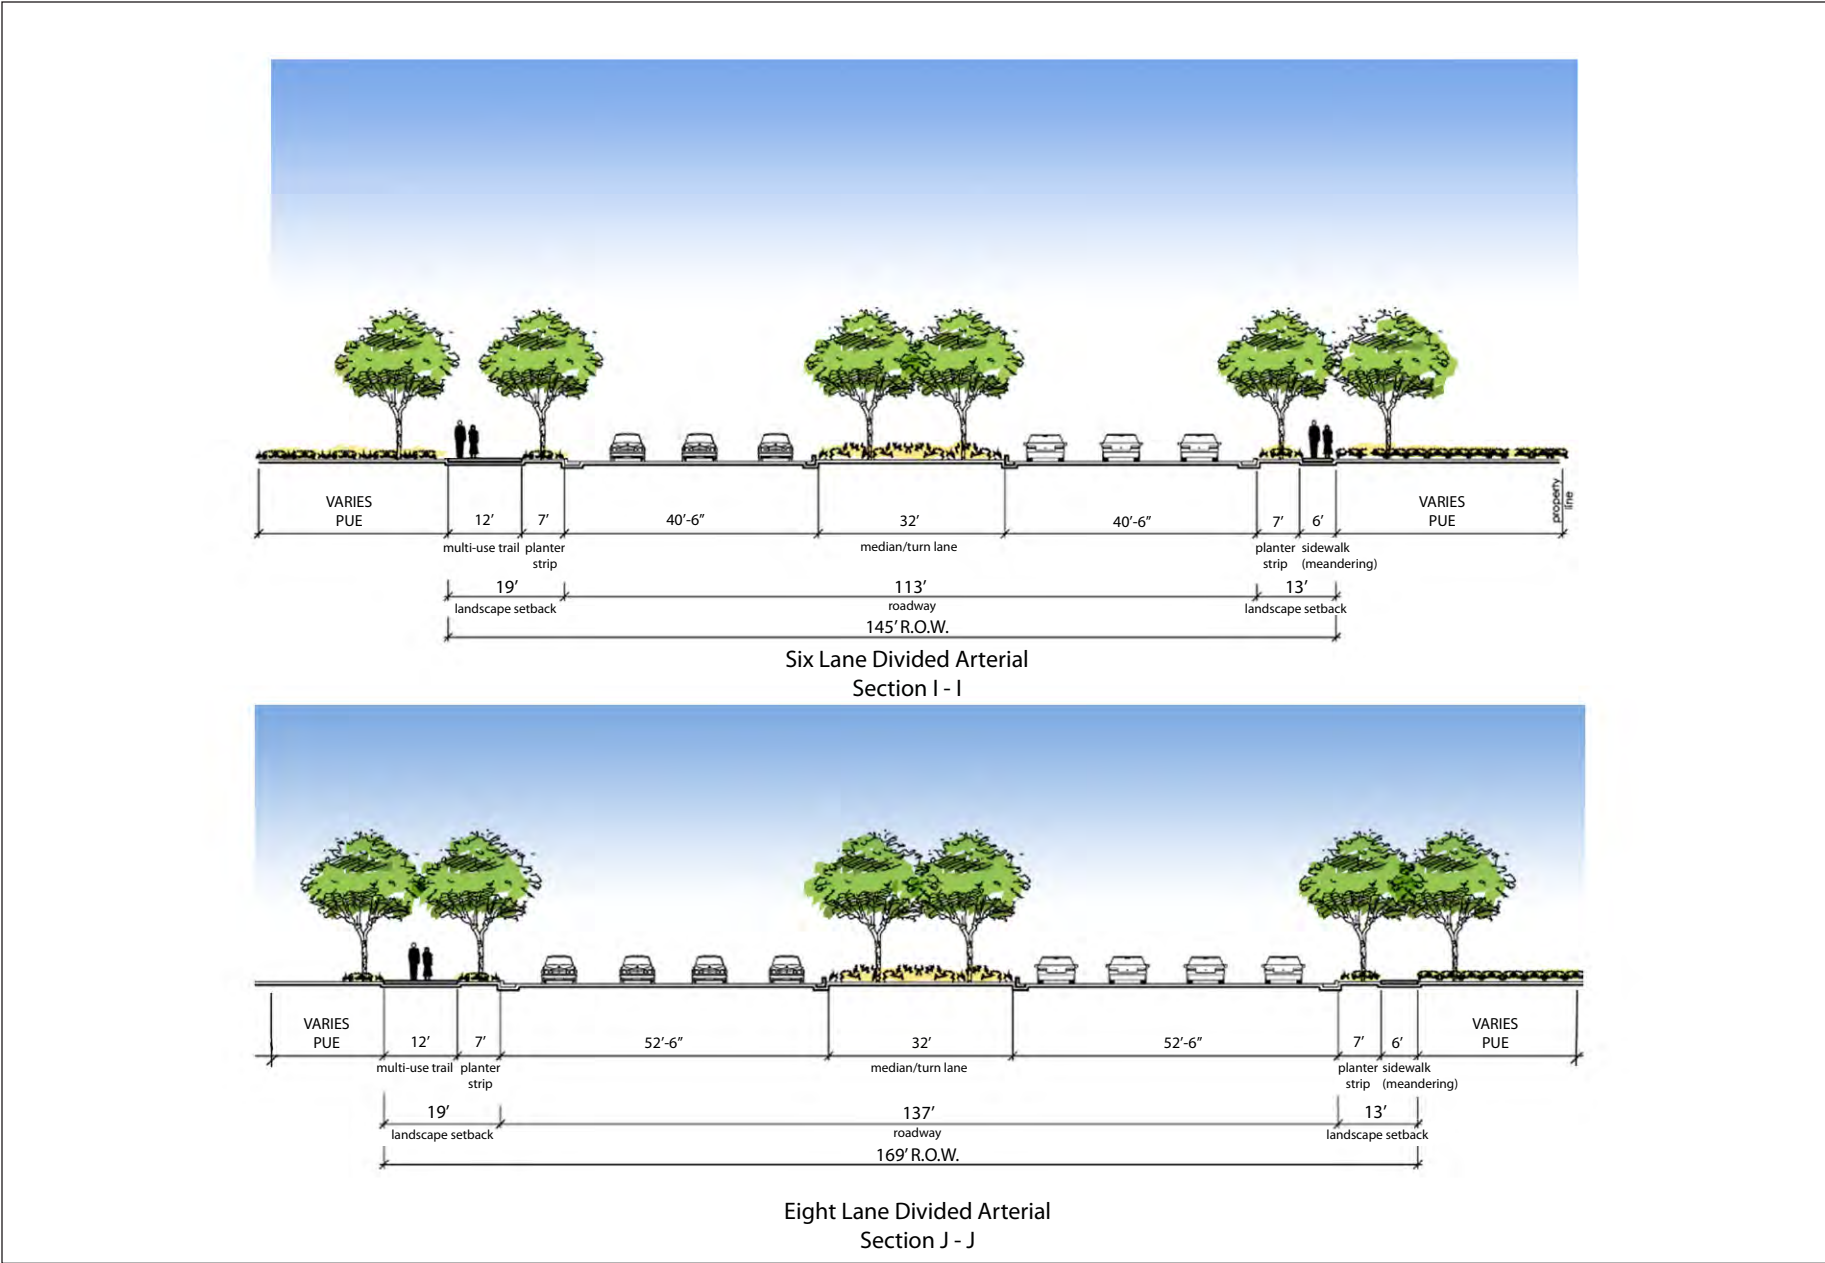 VARIES
PUE
12’
7’
40’-6”
32’
40’-6”
7’
6’
VARIES
PUE
property
line
multi-use trail
planter
strip
median/turn lane
planter
strip
sidewalk
(meandering)
19’
landscape setback
113’
roadway
13’
landscape setback
145’ R.O.W.
Six Lane Divided Arterial
Section I - I
VARIES
PUE
12’
7’
52’-6”
32’
52’-6”
7’
6’
VARIES
PUE
multi-use trail
planter
strip
median/turn lane
planter
strip
sidewalk
(meandering)
19’
landscape setback
137’
roadway
13’
landscape setback
169’ R.O.W.
Eight Lane Divided Arterial
Section J - J